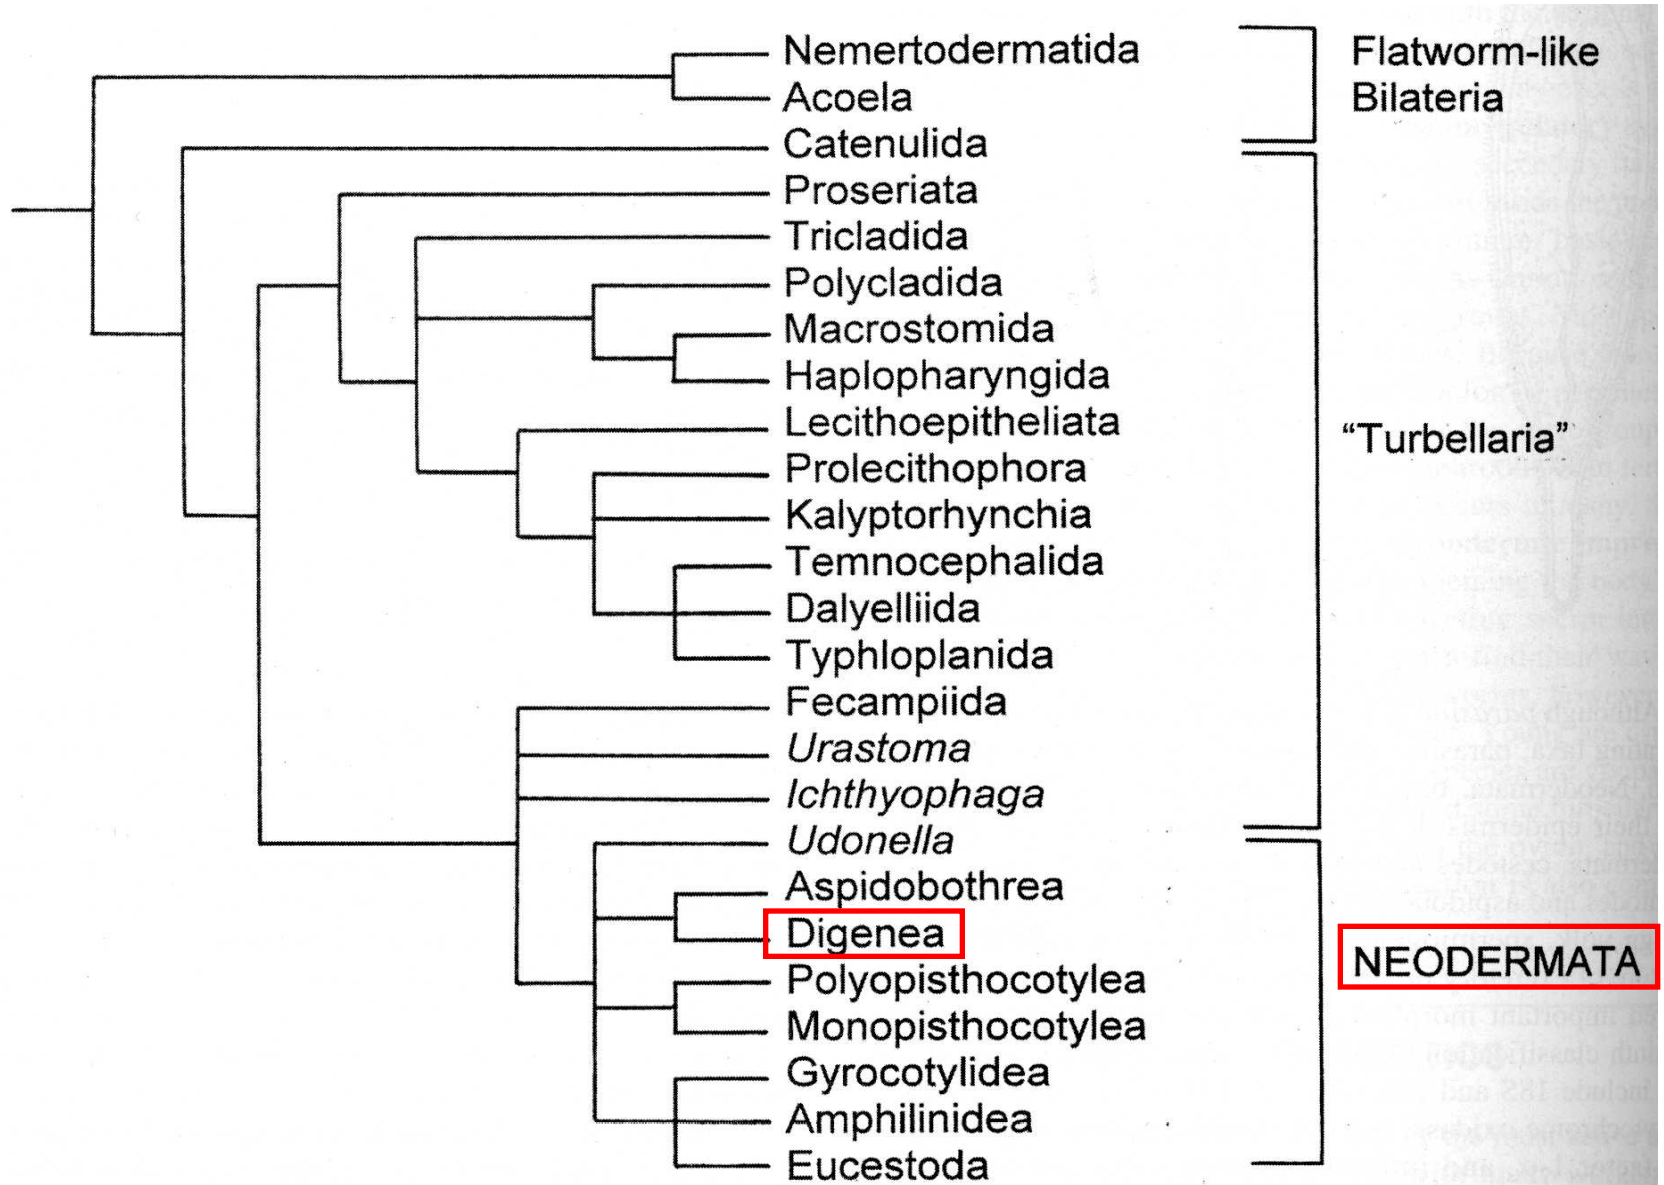 Nemertodermatida
Acoela
Catenulida
Proseriata
Tricladida
Polycladida
Macrostomida
Haplopharyngida
Lecithoepitheliata
Prolecithophora
Kalyptorhynchia
Temnocephalida
Dalyelliida
Typhloplanida
Fecampiida
Urastoma
Ichthyophaga
Udonella
Aspidobothrea
Digenea
Polyopisthocotylea
Monopisthocotylea
Gyrocotylidea
Amphilinidea
Eucestoda
Flatworm-like
Bilateria
“Turbellaria”
NEODERMATA